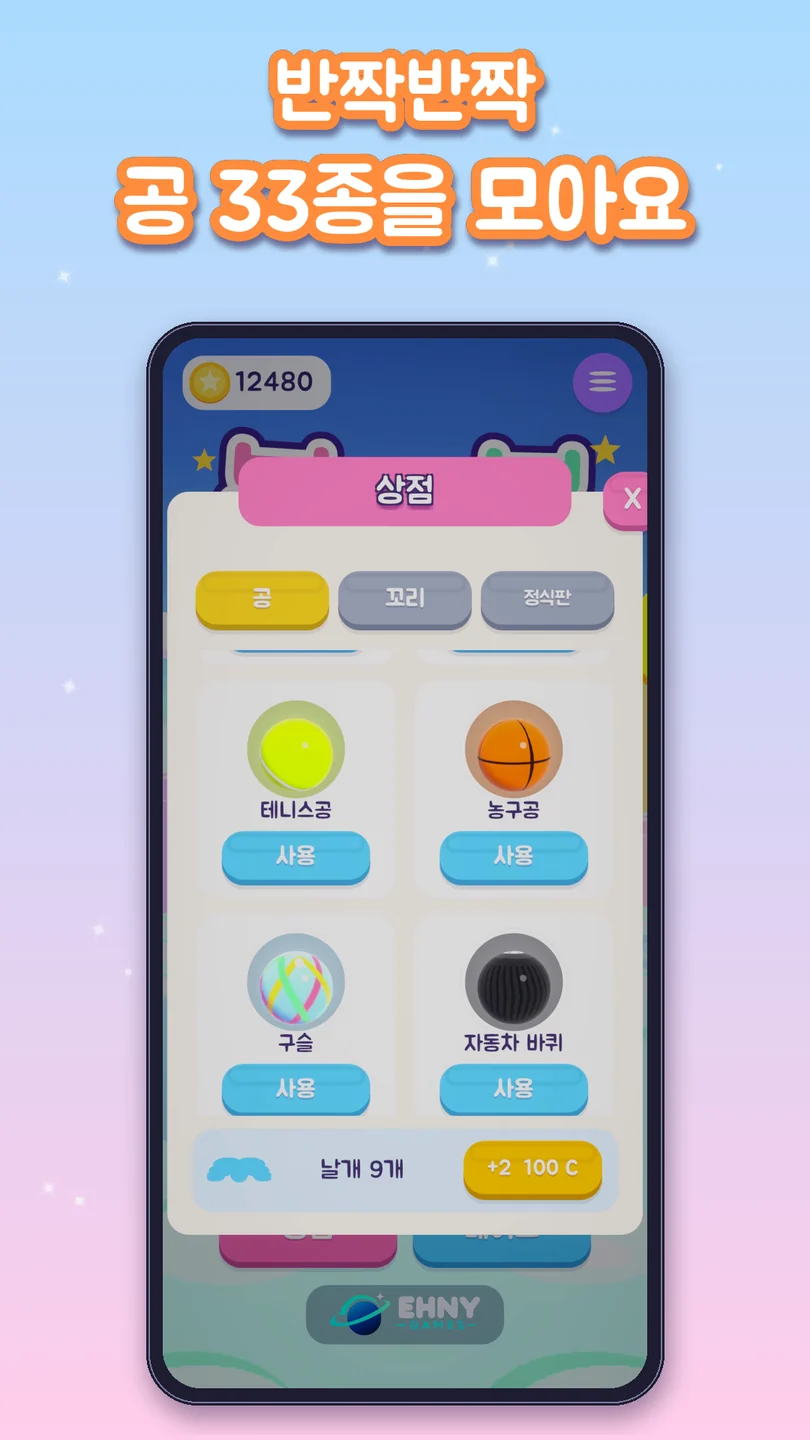 반짝반짝
공 33종을 모아요
12480
상점
X
공
꼬리
정식판
테니스공
농구공
사용
사용
구슬
자동차 바퀴
사용
사용
날개 9개
+2 100 C
EHNY
GAMES